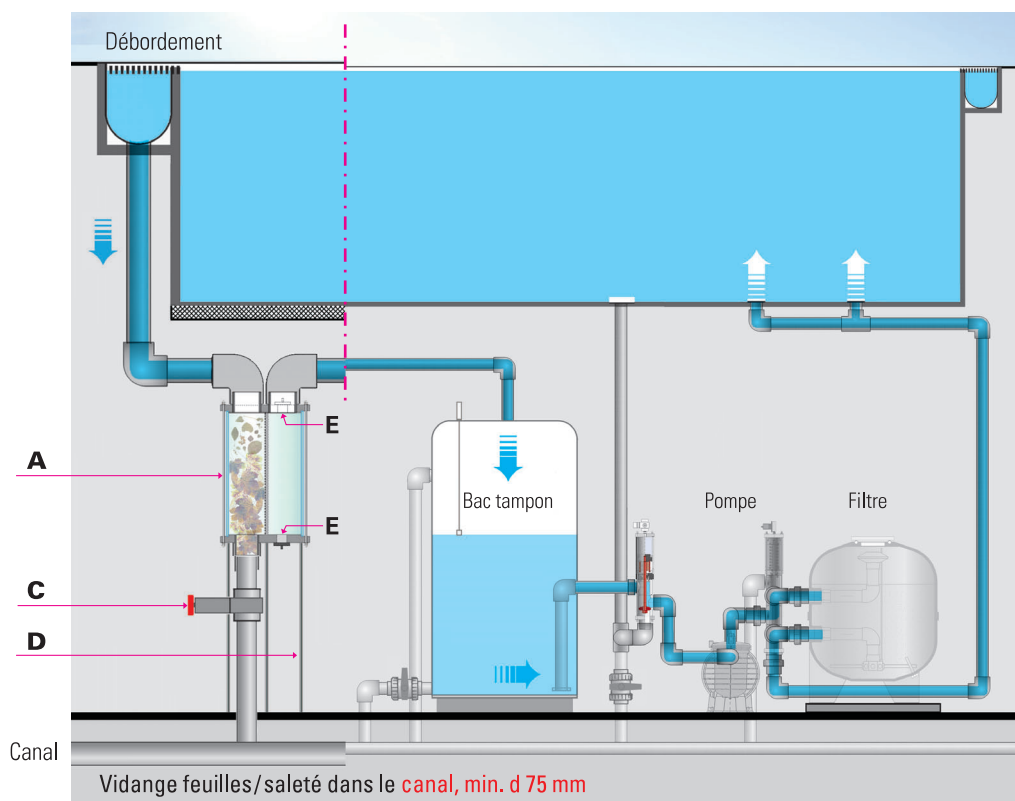 Débordement
E
A
Bac tampon
Pompe
Filtre
E
C
D
Canal
Vidange feuilles/saleté dans le canal, min. d 75 mm